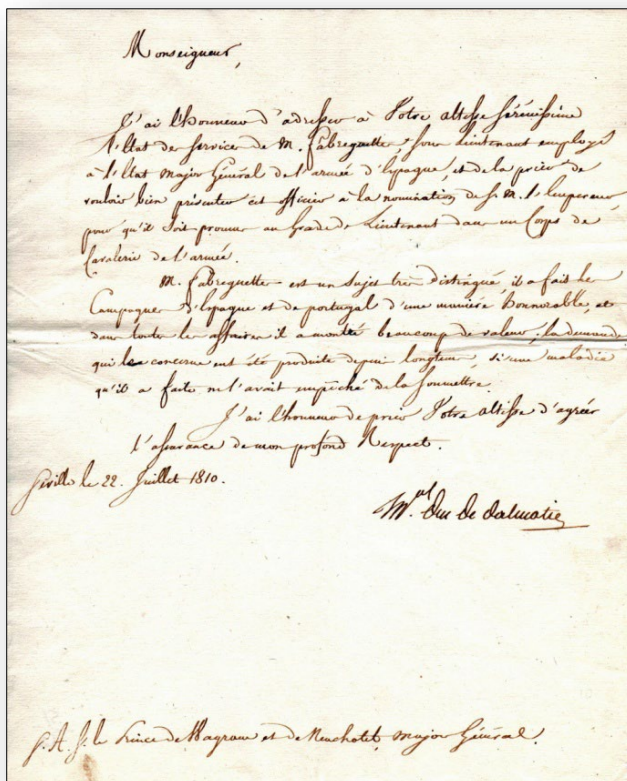 Monseigneur,
J'ai l'honneur d'adresser à Votre altesse sérénissime
l'Etat de service de M. Fabreguette, sous Lieutenant employé
à l'Etat major Général de l'armée d'Espagne, et de la prier de
vouloir bien présenter cet officier à la nomination de S. M. l'Empereur
pour qu'il soit promu au Grade de Lieutenant dans un Corps de
Cavalerie de l'armée.
M. Fabreguette est un sujet très distingué, il a fait les
Campagnes d'Espagne et de portugal d'une manière honnorable, et
dans toutes les affaires il a montré beaucoup de valeur, la demande
qui le concerne eut été produite depuis longtems, si une maladie
qu'il a faite ne l'avait empêché de la soumettre.
J'ai l'honneur de prier Votre altesse d'agréer
l'assurance de mon profond Respect.
Séville le 22. Juillet 1810.
M.al Duc de Dalmatie
S. A. S. le Prince de Wagram et de Neuchatel, major Général.